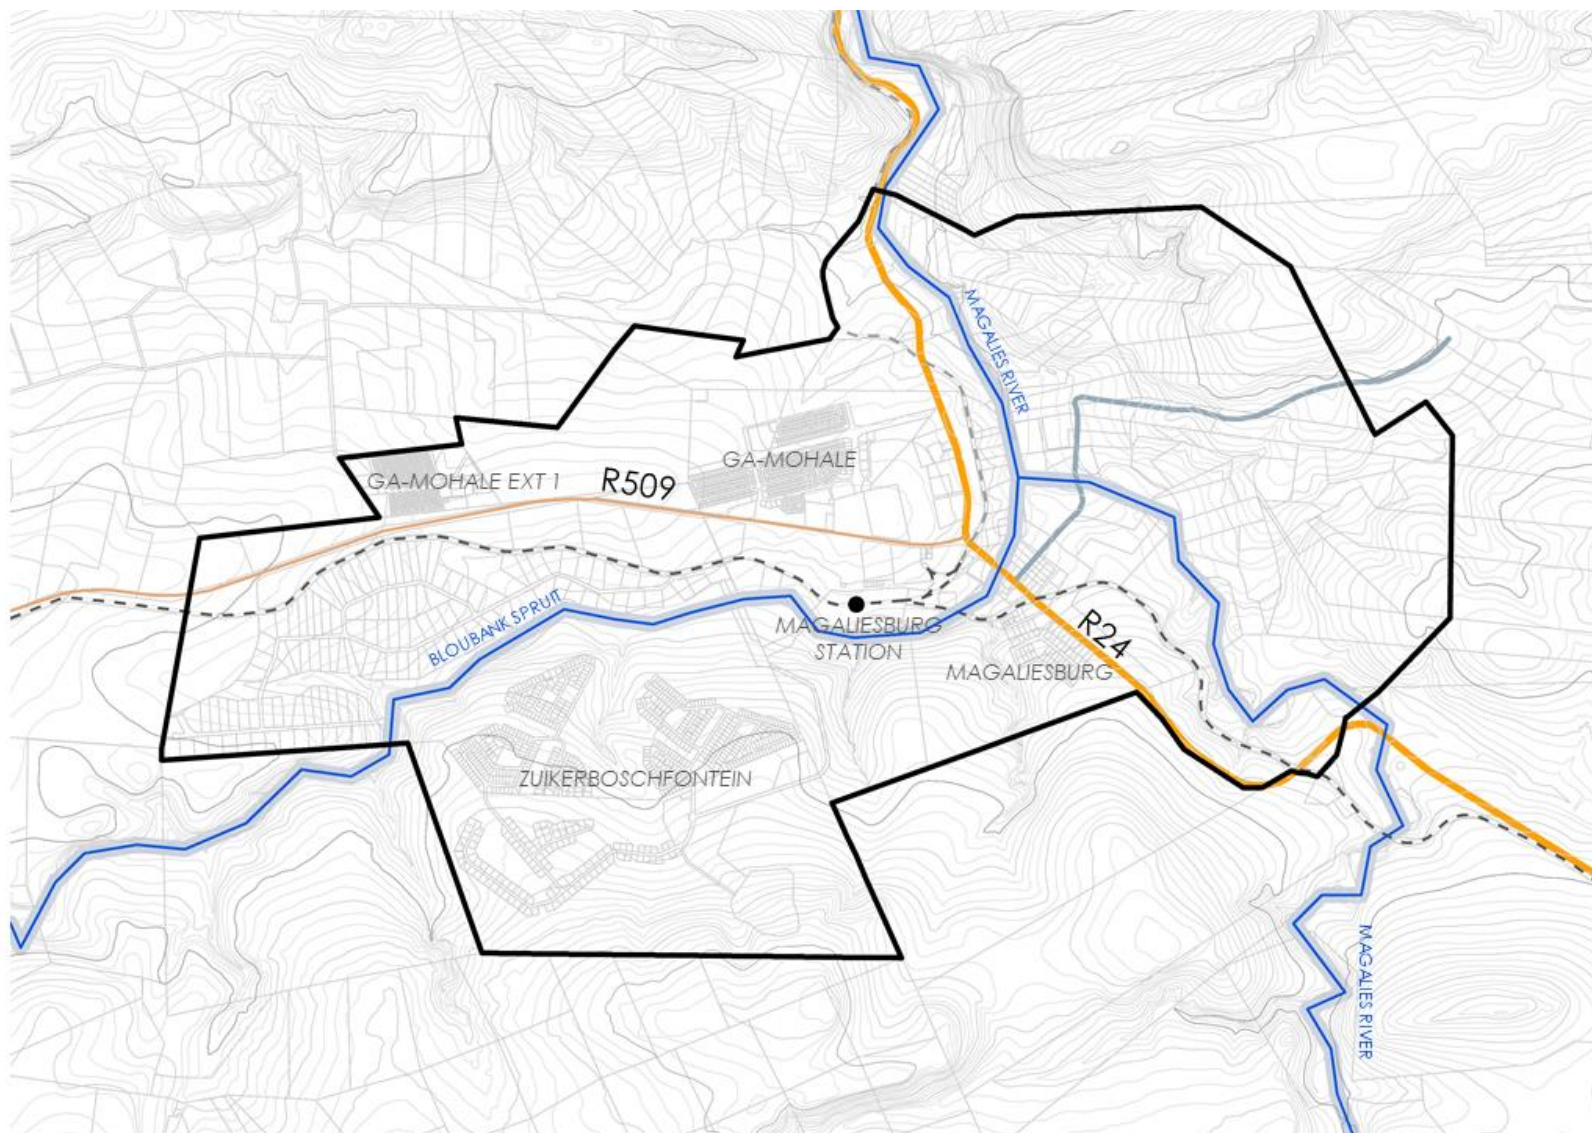 MAGALIES RIVER
GA-MOHALE
GA-MOHALE EXT 1
R509
BLOUBANK SPRUIT
MAGALIESBURG
STATION
R24
MAGALIESBURG
ZUIKERBOSCHFONTEIN
MAGALIES RIVER